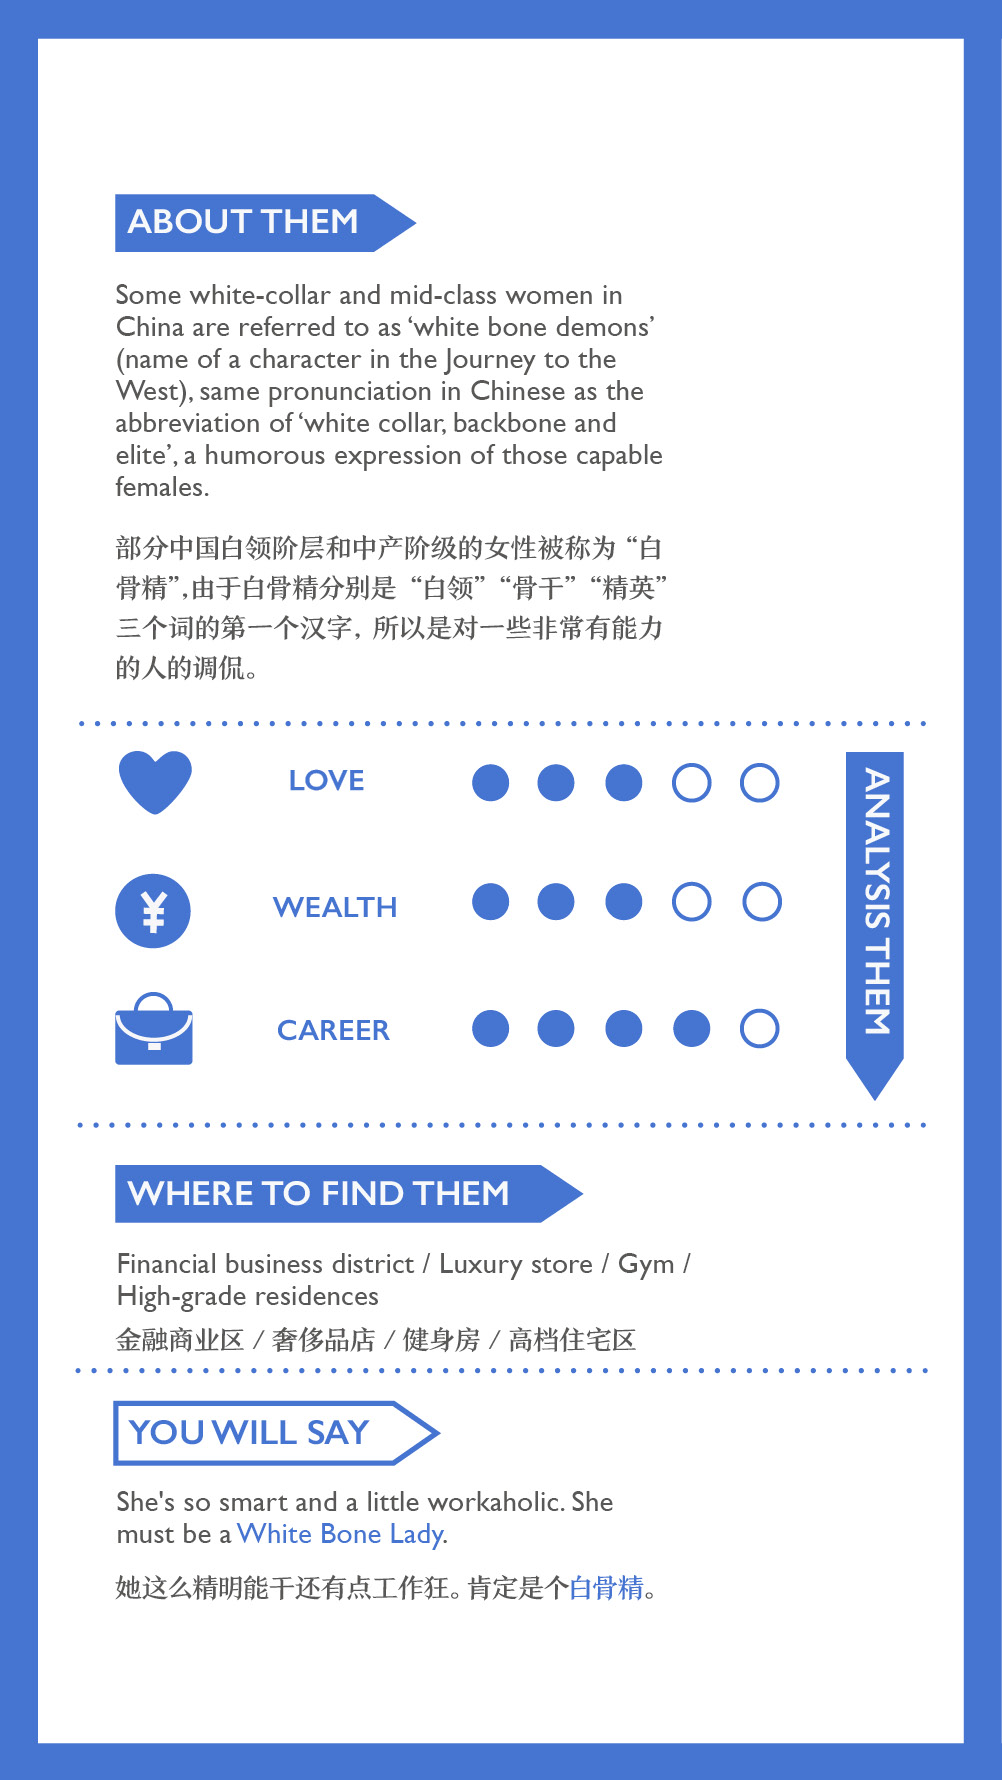 ABOUT THEM
Some white-collar and mid-class women in
China are referred to as ‘white bone demons’
(name of a character in the Journey to the
West), same pronunciation in Chinese as the
abbreviation of ‘white collar, backbone and
elite’, a humorous expression of those capable
females.
部分中国白领阶层和中产阶级的女性被称为 “白
骨精”,由于白骨精分别是 “白领” “骨干” “精英”
三个词的第一个汉字, 所以是对一些非常有能力
的人的调侃。
LOVE
¥
WEALTH
CAREER
ANALYSIS THEM
WHERE TO FIND THEM
Financial business district / Luxury store / Gym /
High-grade residences
金融商业区 / 奢侈品店 / 健身房 / 高档住宅区
YOU WILL SAY
She's so smart and a little workaholic. She
must be a White Bone Lady.
她这么精明能干还有点工作狂。肯定是个白骨精。